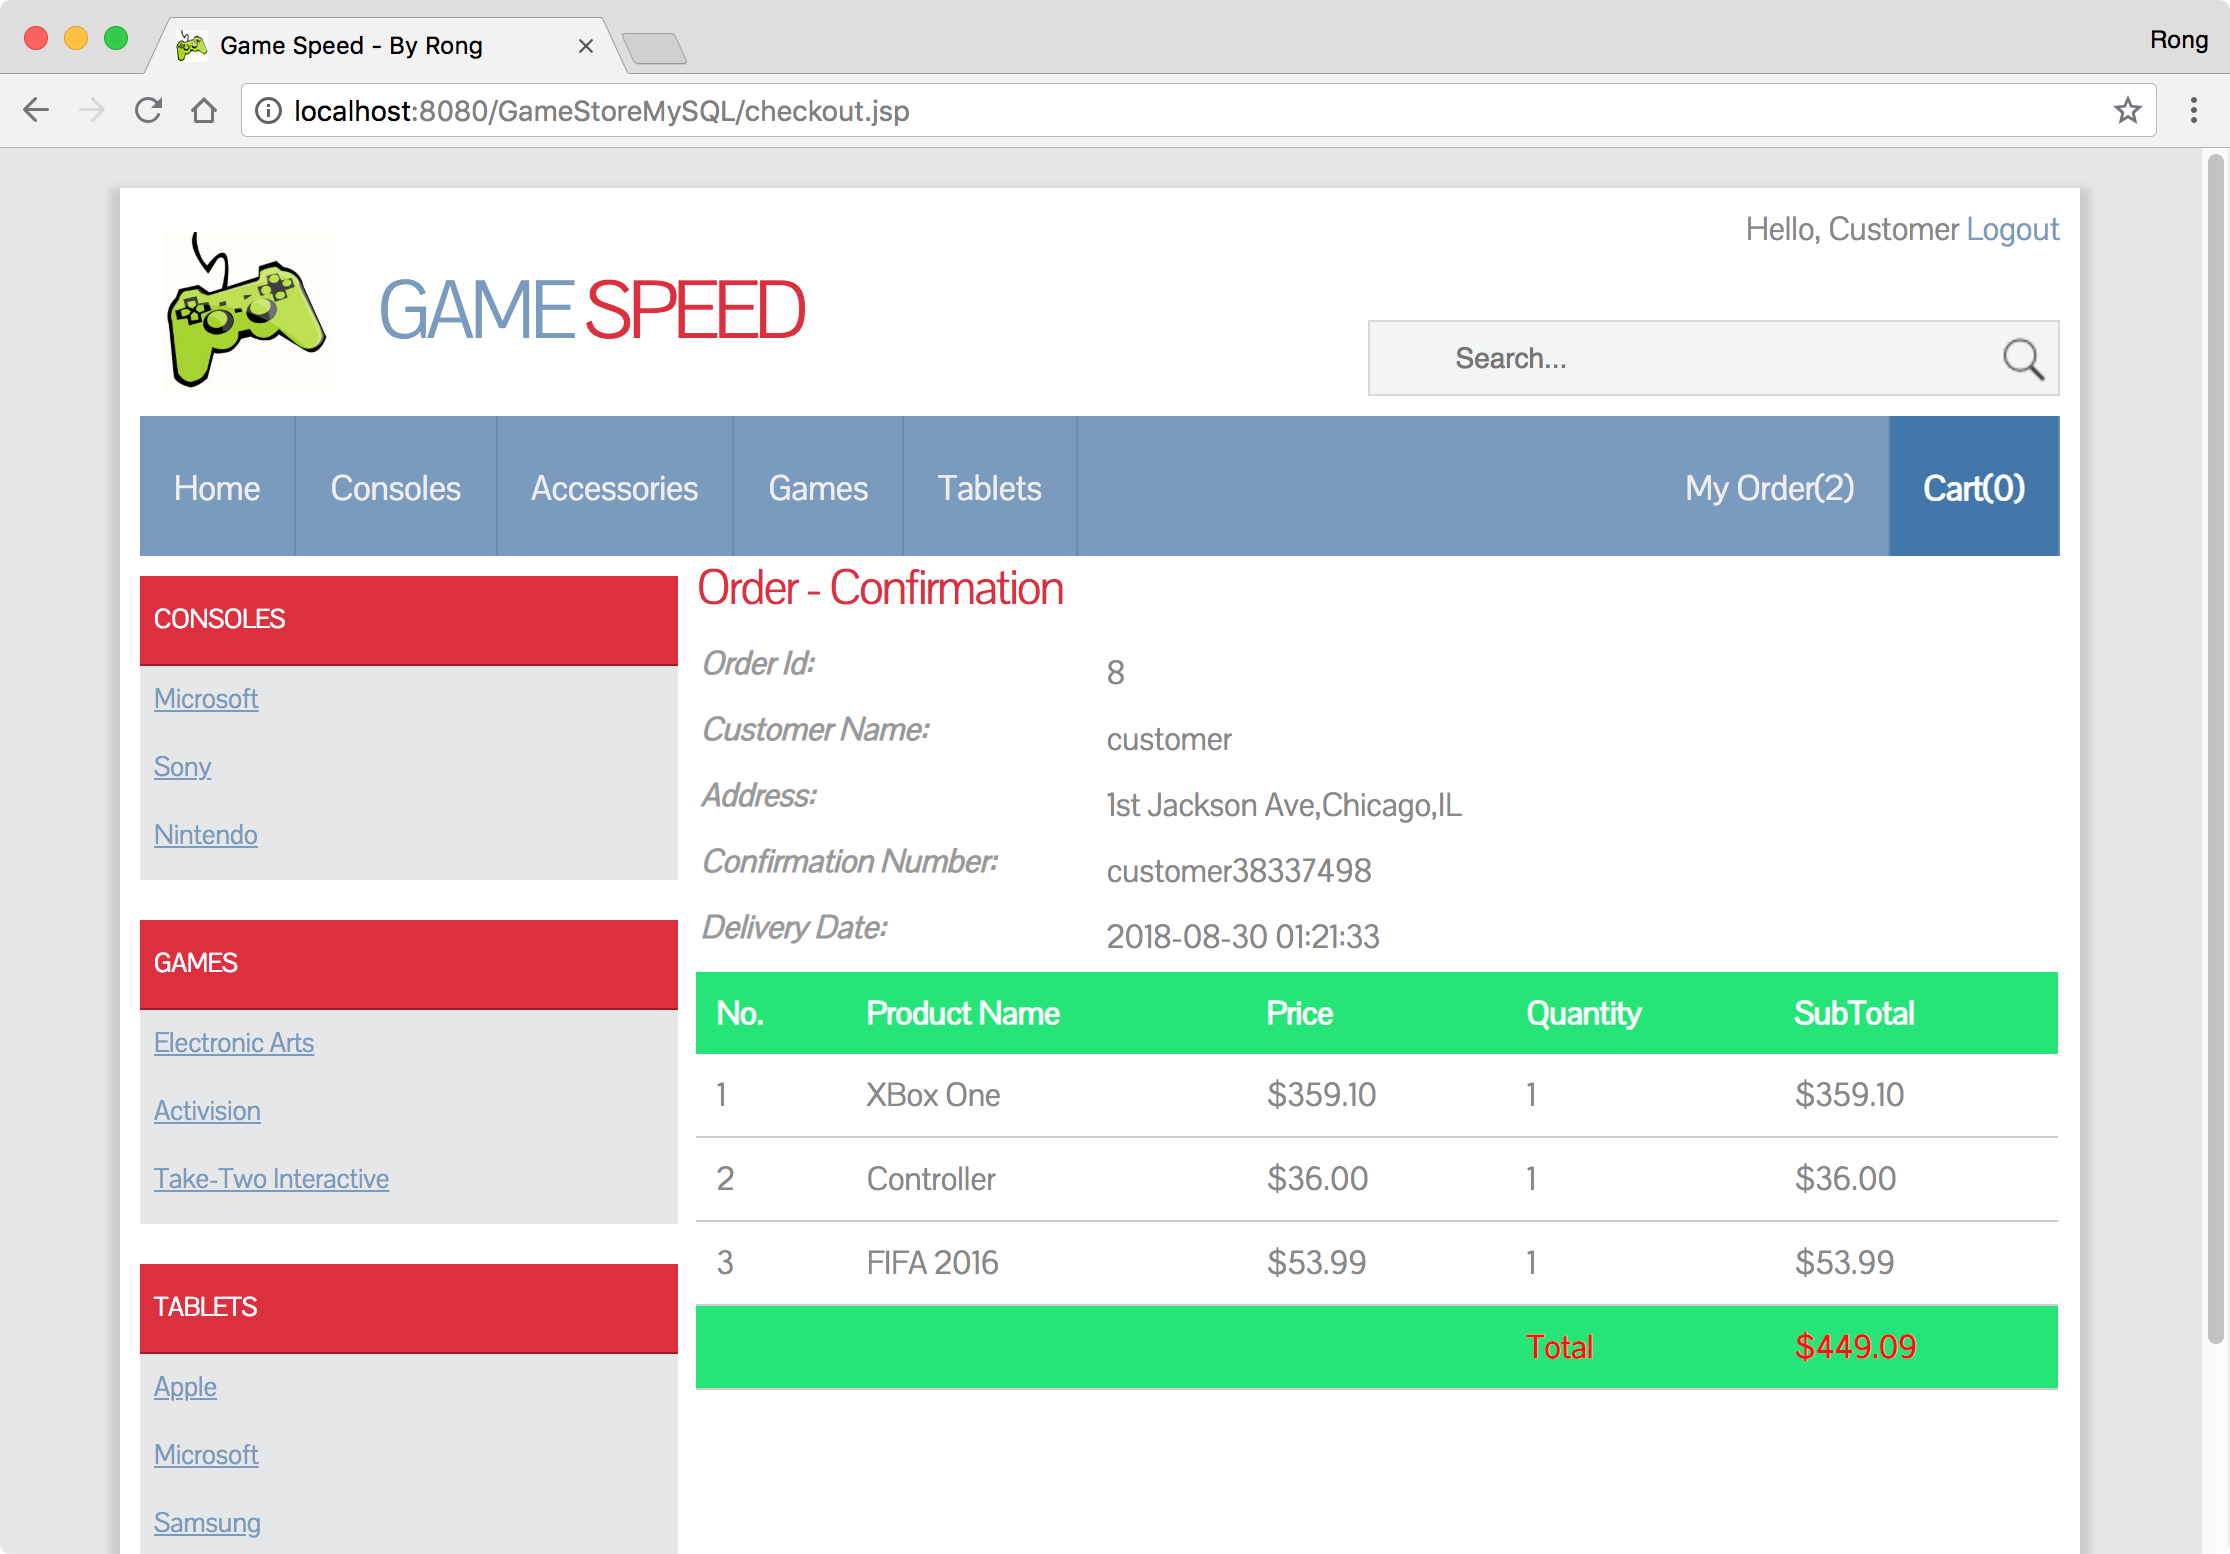 Game Speed - By Rong
Rong
localhost:8080/GameStoreMySQL/checkout.jsp
Hello, Customer Logout
GAME SPEED
Search...
Home Consoles Accessories Games Tablets My Order(2) Cart(0)
CONSOLES
Microsoft
Sony
Nintendo
GAMES
Electronic Arts
Activision
Take-Two Interactive
TABLETS
Apple
Microsoft
Samsung
Order - Confirmation
Order Id: 8
Customer Name: customer
Address: 1st Jackson Ave,Chicago,IL
Confirmation Number: customer38337498
Delivery Date: 2018-08-30 01:21:33
No. Product Name Price Quantity SubTotal
1 XBox One $359.10 1 $359.10
2 Controller $36.00 1 $36.00
3 FIFA 2016 $53.99 1 $53.99
Total $449.09